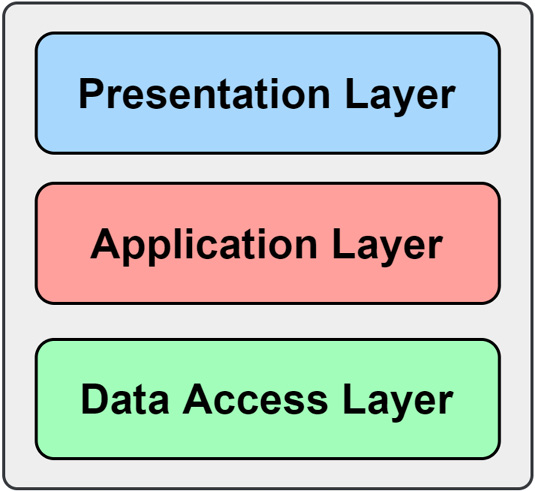 Presentation Layer
Application Layer
Data Access Layer